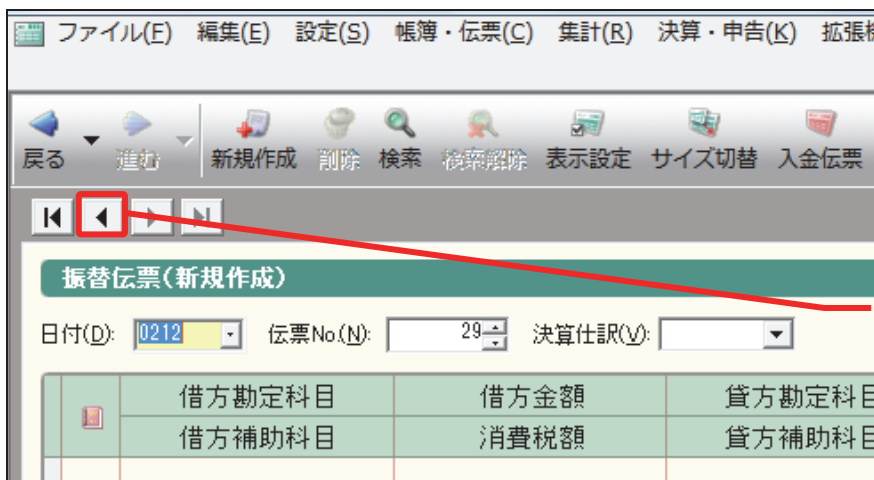 ファイル(F) 編集(E) 設定(S) 帳簿・伝票(C) 集計(R) 決算・申告(K) 拡張機
戻る 進む 新規作成 削除 検索 検索解除 表示設定 サイズ切替 入金伝票
振替伝票(新規作成)
日付(D): 0212 伝票No.(N): 29 決算仕訳(V):
借方勘定科目 借方金額 貸方勘定科目
借方補助科目 消費税額 貸方補助科目